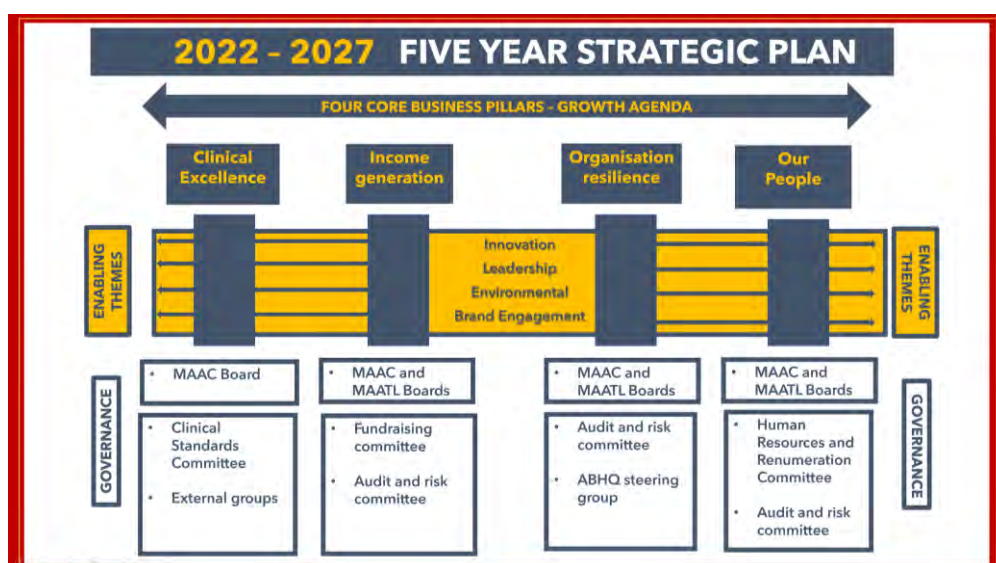 2022 – 2027 FIVE YEAR STRATEGIC PLAN
FOUR CORE BUSINESS PILLARS – GROWTH AGENDA
Clinical
Excellence
Income
generation
Organisation
resilience
Our
People
ENABLING
THEMES
Innovation
Leadership
Environmental
Brand Engagement
ENABLING
THEMES
GOVERNANCE
• MAAC Board
• MAAC and
MAATL Boards
• MAAC and
MAATL Boards
• MAAC and
MAATL Boards
• Clinical
Standards
Committee
• External groups
• Fundraising
committee
• Audit and risk
committee
• Audit and risk
committee
• ABHQ steering
group
• Human
Resources and
Renumeration
Committee
• Audit and risk
committee
GOVERNANCE